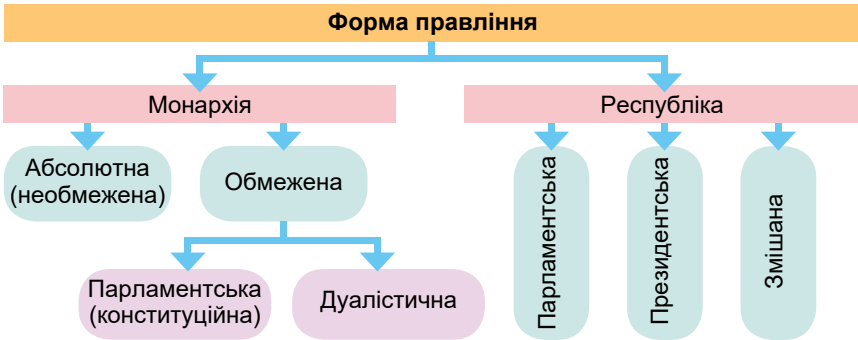 Форма правління
Монархія
Республіка
Абсолютна
(необмежена)
Обмежена
Парламентська
(конституційна)
Дуалістична
Парламентська
Президентська
Змішана